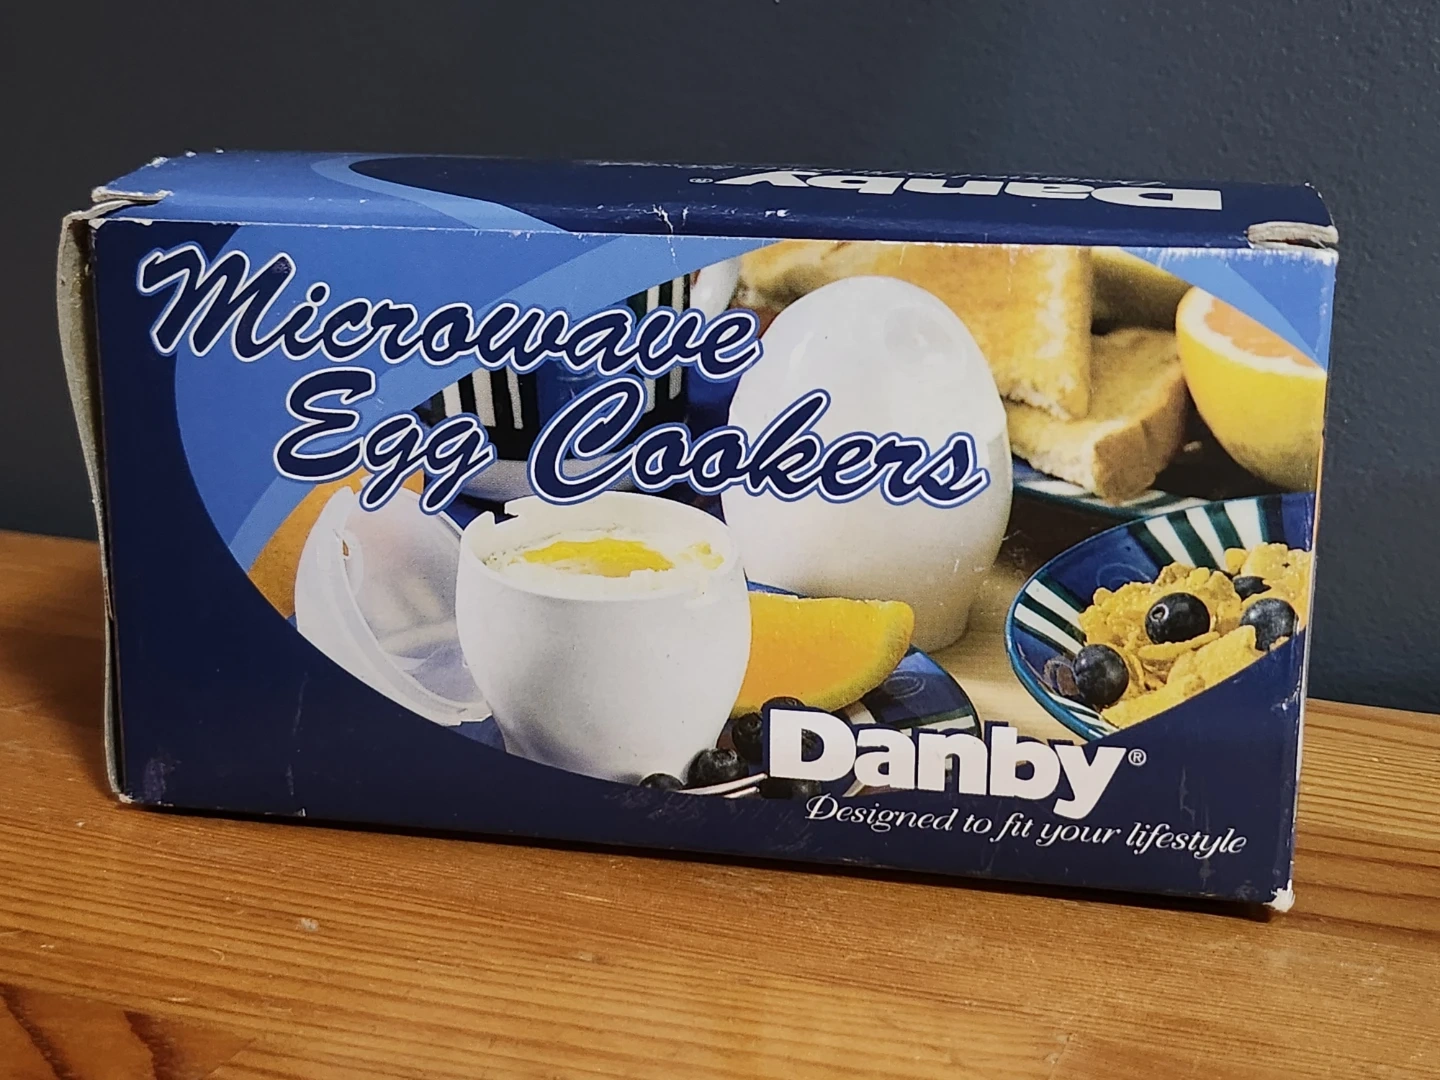 Danby®
Microwave
Egg Cookers
Danby®
Designed to fit your lifestyle